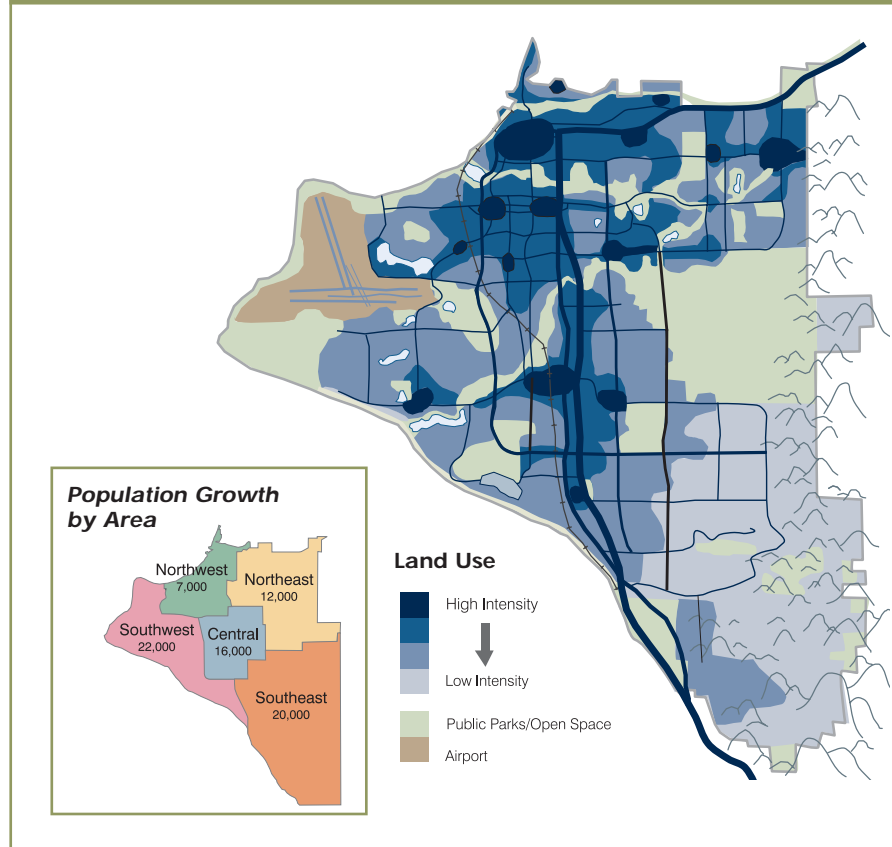 Population Growth
by Area
Northwest
7,000
Northeast
12,000
Southwest
22,000
Central
16,000
Southeast
20,000
Land Use
High Intensity
Low Intensity
Public Parks/Open Space
Airport